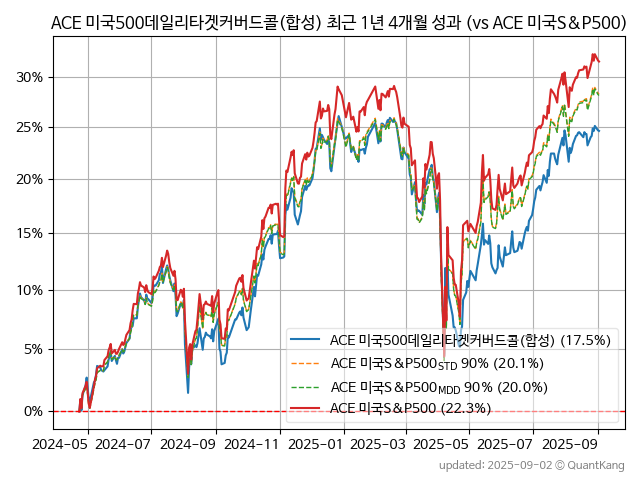 ACE 미국500데일리타겟커버드콜(합성) 최근 1년 4개월 성과 (vs ACE 미국S&P500)
30%
25%
20%
15%
10%
5%
0%
ACE 미국500데일리타겟커버드콜(합성) (17.5%)
ACE 미국S&P500STD 90% (20.1%)
ACE 미국S&P500MDD 90% (20.0%)
ACE 미국S&P500 (22.3%)
2024-05 2024-07 2024-09 2024-11 2025-01 2025-03 2025-05 2025-07 2025-09
updated: 2025-09-02 © QuantKang